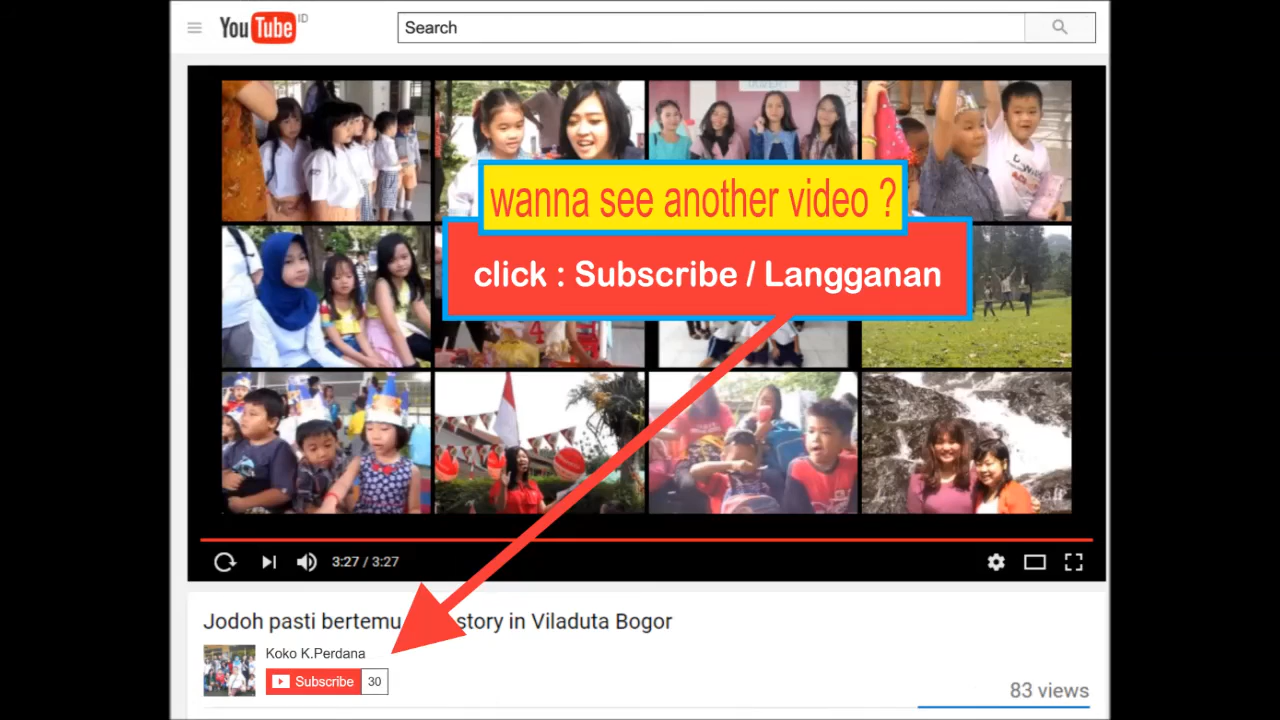 YouTube ID
Search
wanna see another video ?
click : Subscribe / Langganan
3:27 / 3:27
Jodoh pasti bertemu story in Viladuta Bogor
Koko K.Perdana
Subscribe 30
83 views